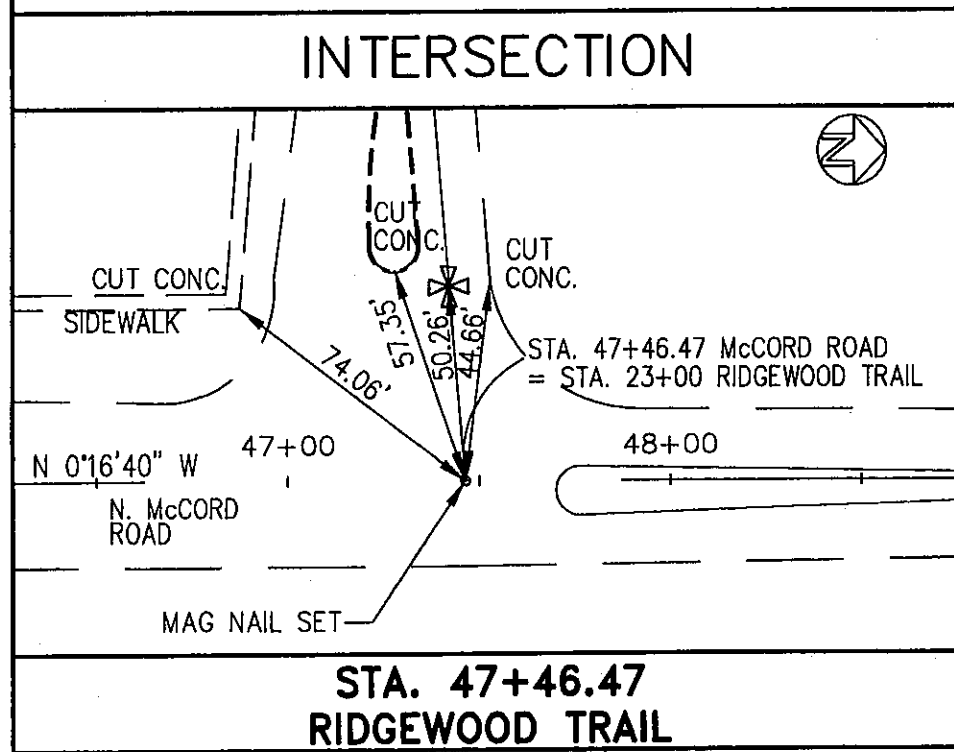 INTERSECTION
N
CUT
CONC.
CUT
CONC.
CUT CONC.
SIDEWALK
74.06'
57.35'
50.26'
44.66'
STA. 47+46.47 McCORD ROAD
= STA. 23+00 RIDGEWOOD TRAIL
47+00
48+00
N 0°16'40" W
N. McCORD
ROAD
MAG NAIL SET
STA. 47+46.47
RIDGEWOOD TRAIL